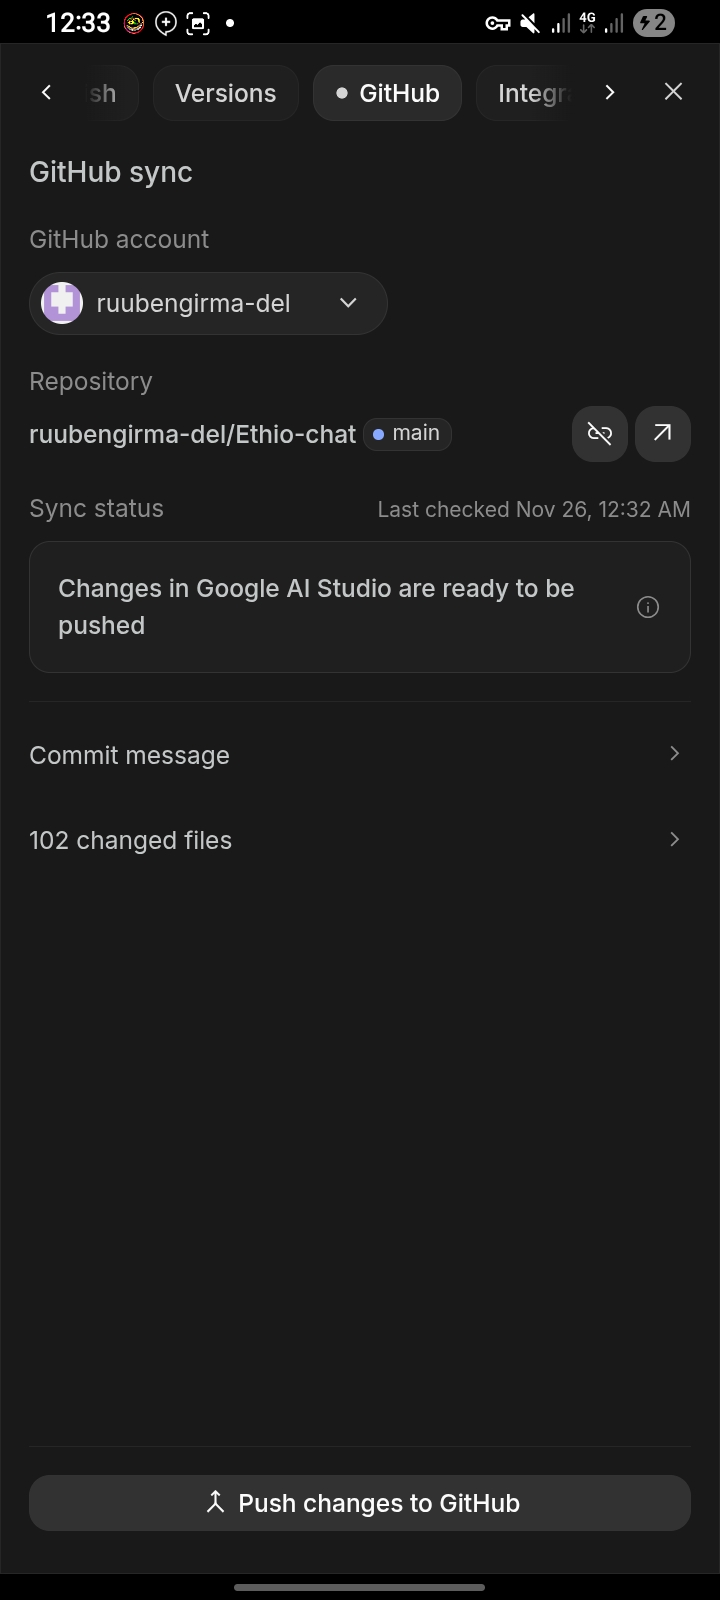 12:33
4G
2
sh
Versions
GitHub
Integra
GitHub sync
GitHub account
ruubengirma-del
Repository
ruubengirma-del/Ethio-chat
main
Sync status
Last checked Nov 26, 12:32 AM
Changes in Google AI Studio are ready to be
pushed
Commit message
102 changed files
Push changes to GitHub